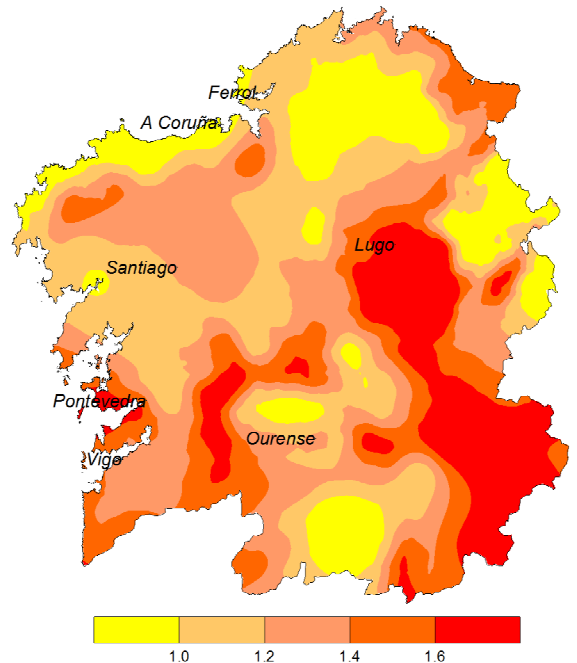 Ferrol
A Coruña
Lugo
Santiago
Pontevedra
Ourense
Vigo
1.0 1.2 1.4 1.6